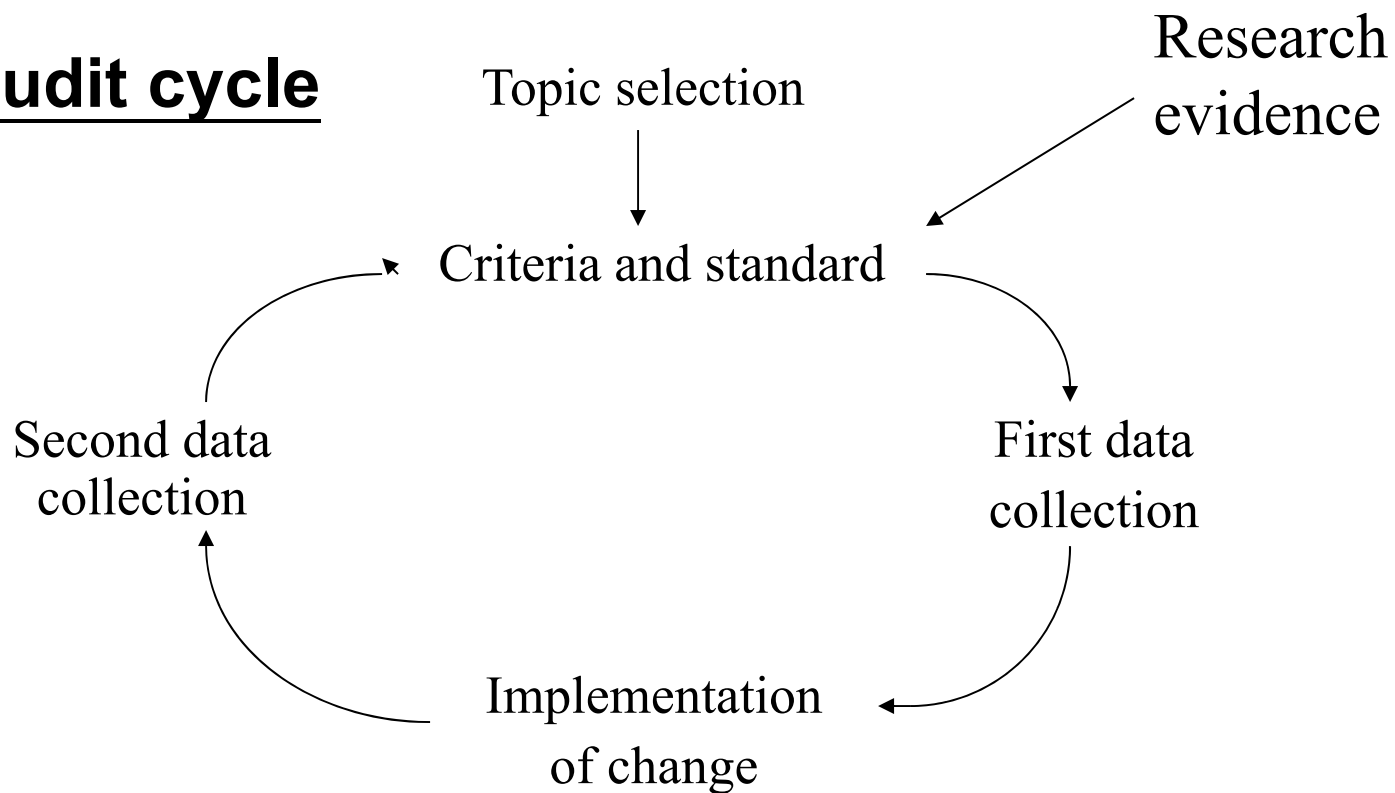 udit cycle
Topic selection
Research
evidence
Criteria and standard
Second data
collection
First data
collection
Implementation
of change